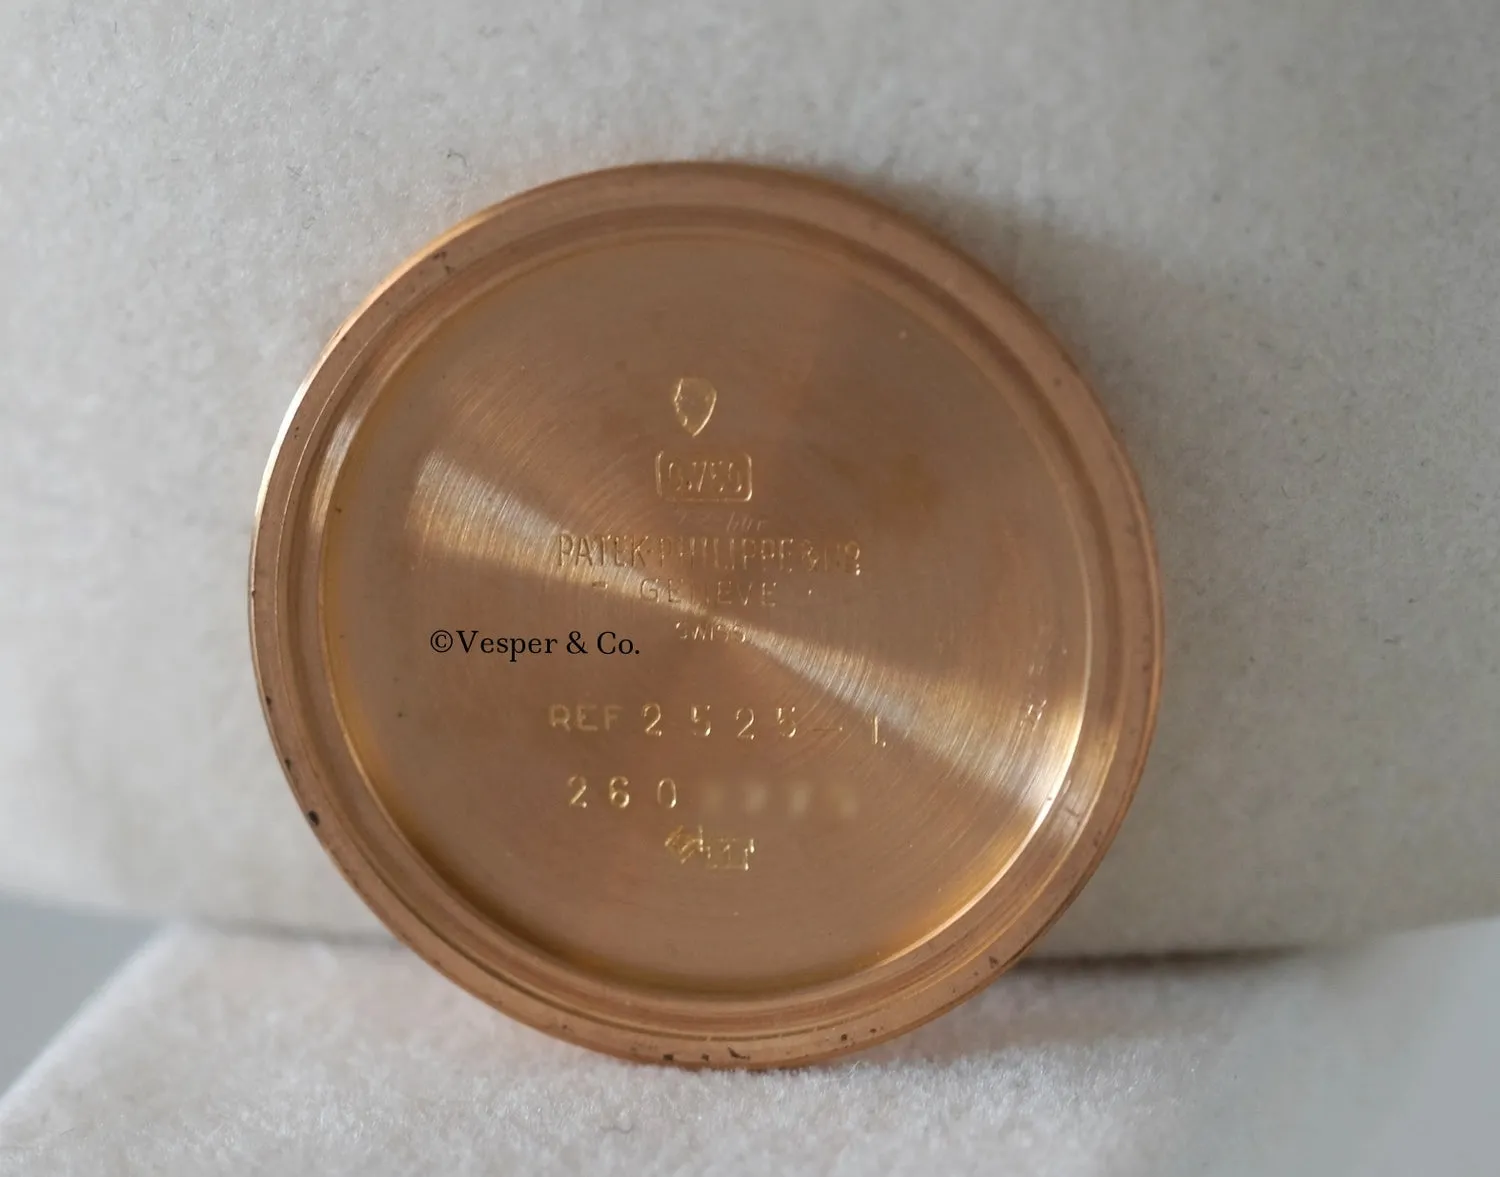 0.750
PATEK·PHILIPPE & Co
GENEVE
SWISS
©Vesper & Co.
REF 2525-1
260